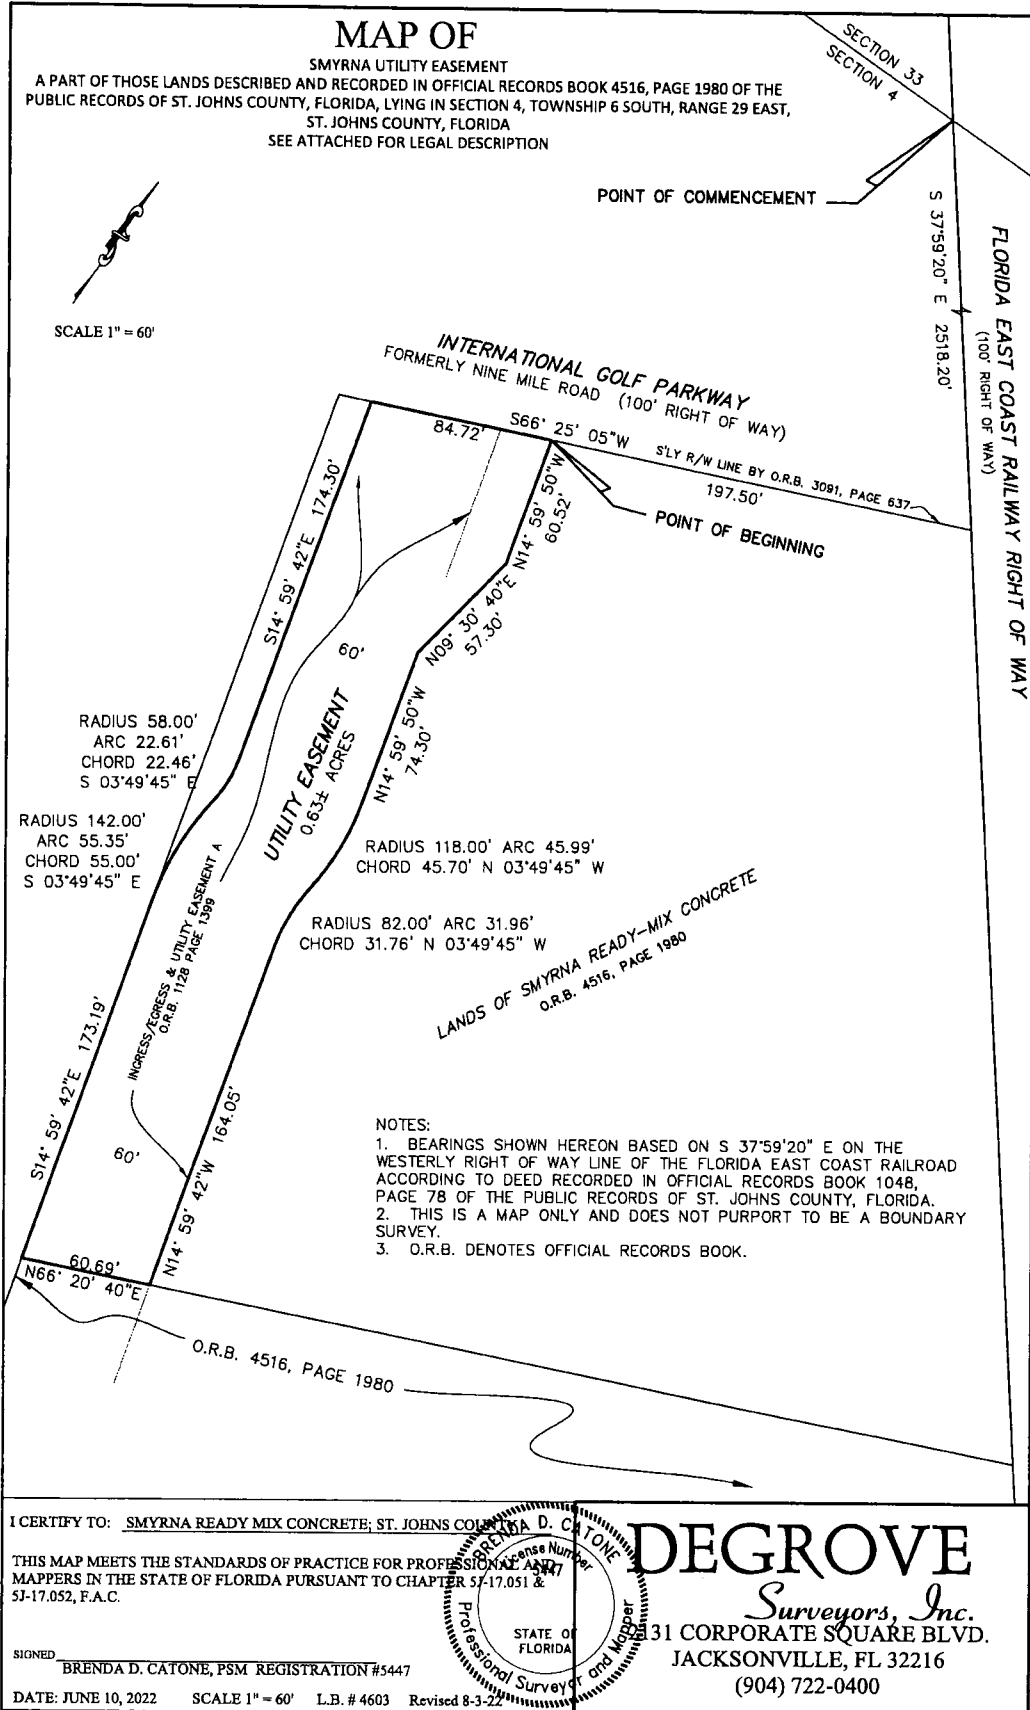 MAP OF
SMYRNA UTILITY EASEMENT
A PART OF THOSE LANDS DESCRIBED AND RECORDED IN OFFICIAL RECORDS BOOK 4516, PAGE 1980 OF THE
PUBLIC RECORDS OF ST. JOHNS COUNTY, FLORIDA, LYING IN SECTION 4, TOWNSHIP 6 SOUTH, RANGE 29 EAST,
ST. JOHNS COUNTY, FLORIDA
SEE ATTACHED FOR LEGAL DESCRIPTION
SECTION 33
SECTION 4
POINT OF COMMENCEMENT
S 37°59'20" E 2518.20'
FLORIDA EAST COAST RAILWAY RIGHT OF WAY
(100' RIGHT OF WAY)
SCALE 1" = 60'
INTERNATIONAL GOLF PARKWAY
FORMERLY NINE MILE ROAD (100' RIGHT OF WAY)
84.72'
S66° 25' 05"W
S'LY R/W LINE BY O.R.B. 3091, PAGE 637
197.50'
POINT OF BEGINNING
N14° 59' 50"W
60.52'
N09° 30' 40"E
57.30'
S14° 59' 42"E 174.30'
60'
N14° 59' 50"W
74.30'
UTILITY EASEMENT
0.63± ACRES
RADIUS 58.00'
ARC 22.61'
CHORD 22.46'
S 03°49'45" E
RADIUS 142.00'
ARC 55.35'
CHORD 55.00'
S 03°49'45" E
RADIUS 118.00' ARC 45.99'
CHORD 45.70' N 03°49'45" W
RADIUS 82.00' ARC 31.96'
CHORD 31.76' N 03°49'45" W
INGRESS/EGRESS & UTILITY EASEMENT A
O.R.B. 1128 PAGE 1399
LANDS OF SMYRNA READY-MIX CONCRETE
O.R.B. 4516, PAGE 1980
S14° 59' 42"E 173.19'
60'
N14° 59' 42"W 164.05'
60.69'
N66° 20' 40"E
NOTES:
1. BEARINGS SHOWN HEREON BASED ON S 37°59'20" E ON THE
WESTERLY RIGHT OF WAY LINE OF THE FLORIDA EAST COAST RAILROAD
ACCORDING TO DEED RECORDED IN OFFICIAL RECORDS BOOK 1048,
PAGE 78 OF THE PUBLIC RECORDS OF ST. JOHNS COUNTY, FLORIDA.
2. THIS IS A MAP ONLY AND DOES NOT PURPORT TO BE A BOUNDARY
SURVEY.
3. O.R.B. DENOTES OFFICIAL RECORDS BOOK.
O.R.B. 4516, PAGE 1980
I CERTIFY TO: SMYRNA READY MIX CONCRETE; ST. JOHNS COUNTY
THIS MAP MEETS THE STANDARDS OF PRACTICE FOR PROFESSIONAL AND
MAPPERS IN THE STATE OF FLORIDA PURSUANT TO CHAPTER 5J-17.051 &
5J-17.052, F.A.C.
SIGNED
BRENDA D. CATONE, PSM REGISTRATION #5447
DATE: JUNE 10, 2022 SCALE 1" = 60' L.B. # 4603 Revised 8-3-22
BRENDA D. CATONE
License Number
5447
STATE OF
FLORIDA
Professional Surveyor and Mapper
DEGROVE
Surveyors, Inc.
2131 CORPORATE SQUARE BLVD.
JACKSONVILLE, FL 32216
(904) 722-0400